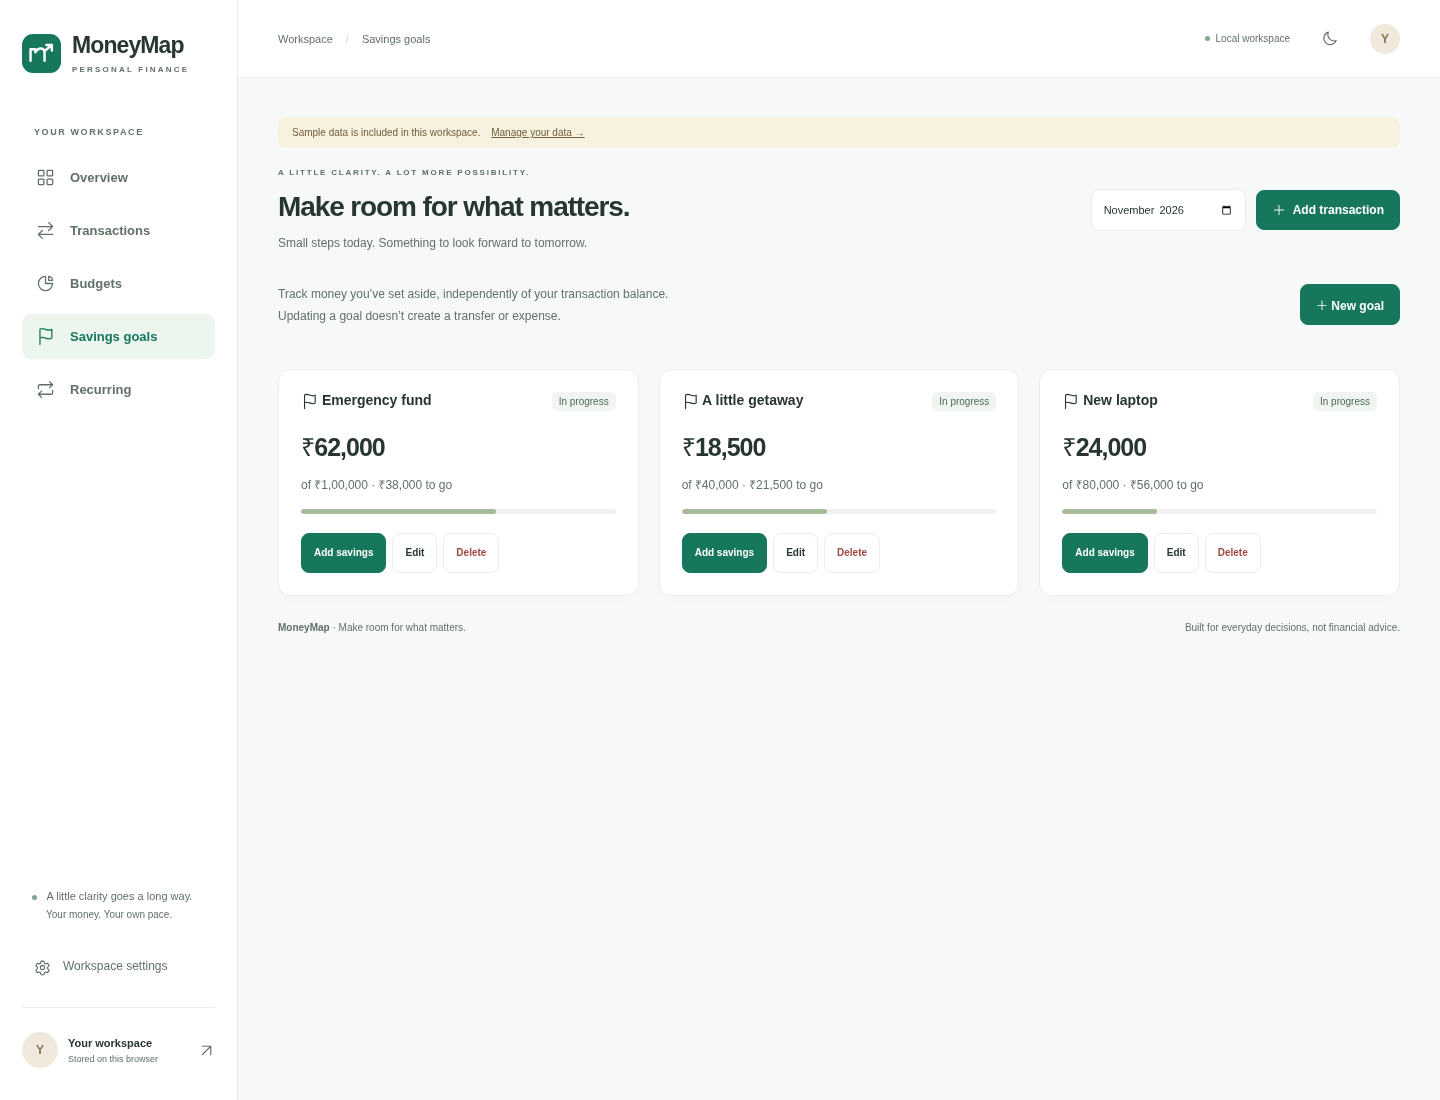 MoneyMap
PERSONAL FINANCE
YOUR WORKSPACE
Overview
Transactions
Budgets
Savings goals
Recurring
A little clarity goes a long way.
Your money. Your own pace.
Workspace settings
Y
Your workspace
Stored on this browser
Workspace / Savings goals
Local workspace
Y
Sample data is included in this workspace. Manage your data →
A LITTLE CLARITY. A LOT MORE POSSIBILITY.
Make room for what matters.
Small steps today. Something to look forward to tomorrow.
November 2026
Add transaction
Track money you’ve set aside, independently of your transaction balance.
Updating a goal doesn’t create a transfer or expense.
New goal
Emergency fund
In progress
₹62,000
of ₹1,00,000 · ₹38,000 to go
Add savings Edit Delete
A little getaway
In progress
₹18,500
of ₹40,000 · ₹21,500 to go
Add savings Edit Delete
New laptop
In progress
₹24,000
of ₹80,000 · ₹56,000 to go
Add savings Edit Delete
MoneyMap · Make room for what matters.
Built for everyday decisions, not financial advice.